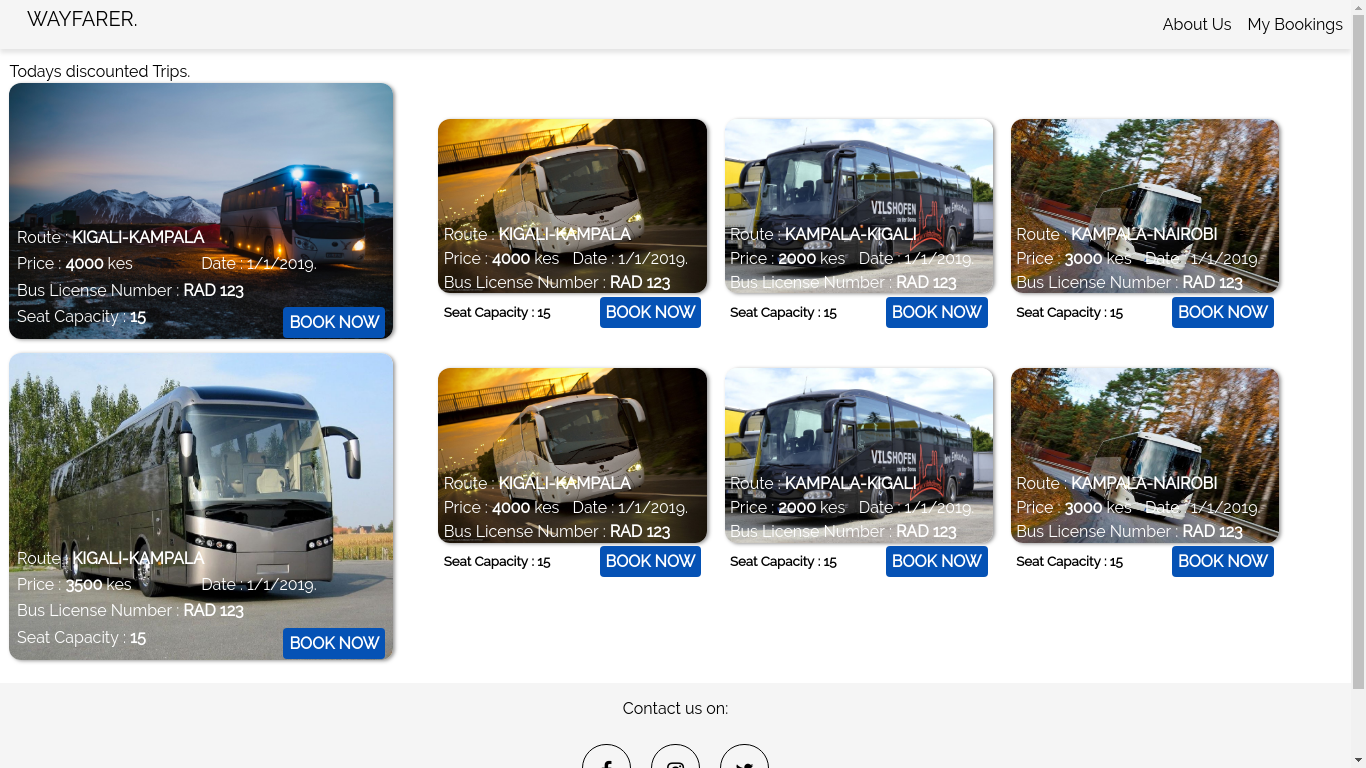 WAYFARER.
About Us My Bookings
Todays discounted Trips.
Route : KIGALI-KAMPALA
Price : 4000 kes Date : 1/1/2019.
Bus License Number : RAD 123
Seat Capacity : 15
BOOK NOW
Route : KIGALI-KAMPALA
Price : 3500 kes Date : 1/1/2019.
Bus License Number : RAD 123
Seat Capacity : 15
BOOK NOW
Route : KIGALI-KAMPALA
Price : 4000 kes Date : 1/1/2019.
Bus License Number : RAD 123
Seat Capacity : 15
BOOK NOW
VILSHOFEN
Route : KAMPALA-KIGALI
Price : 2000 kes Date : 1/1/2019.
Bus License Number : RAD 123
Seat Capacity : 15
BOOK NOW
Route : KAMPALA-NAIROBI
Price : 3000 kes Date : 1/1/2019.
Bus License Number : RAD 123
Seat Capacity : 15
BOOK NOW
Route : KIGALI-KAMPALA
Price : 4000 kes Date : 1/1/2019.
Bus License Number : RAD 123
Seat Capacity : 15
BOOK NOW
VILSHOFEN
Route : KAMPALA-KIGALI
Price : 2000 kes Date : 1/1/2019.
Bus License Number : RAD 123
Seat Capacity : 15
BOOK NOW
Route : KAMPALA-NAIROBI
Price : 3000 kes Date : 1/1/2019.
Bus License Number : RAD 123
Seat Capacity : 15
BOOK NOW
Contact us on: